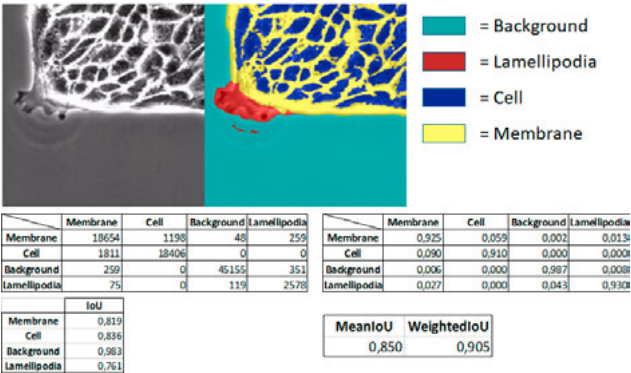 = Background
= Lamellipodia
= Cell
= Membrane
Membrane Cell Background Lamellipodia
Membrane 18654 1198 48 259
Cell 1811 18406 0 0
Background 259 0 45155 351
Lamellipodia 75 0 119 2578
Membrane Cell Background Lamellipodia
Membrane 0,925 0,059 0,002 0,013
Cell 0,090 0,910 0,000 0,000
Background 0,006 0,000 0,987 0,008
Lamellipodia 0,027 0,000 0,043 0,930
IoU
Membrane 0,819
Cell 0,836
Background 0,983
Lamellipodia 0,761
MeanIoU WeightedIoU
0,850 0,905